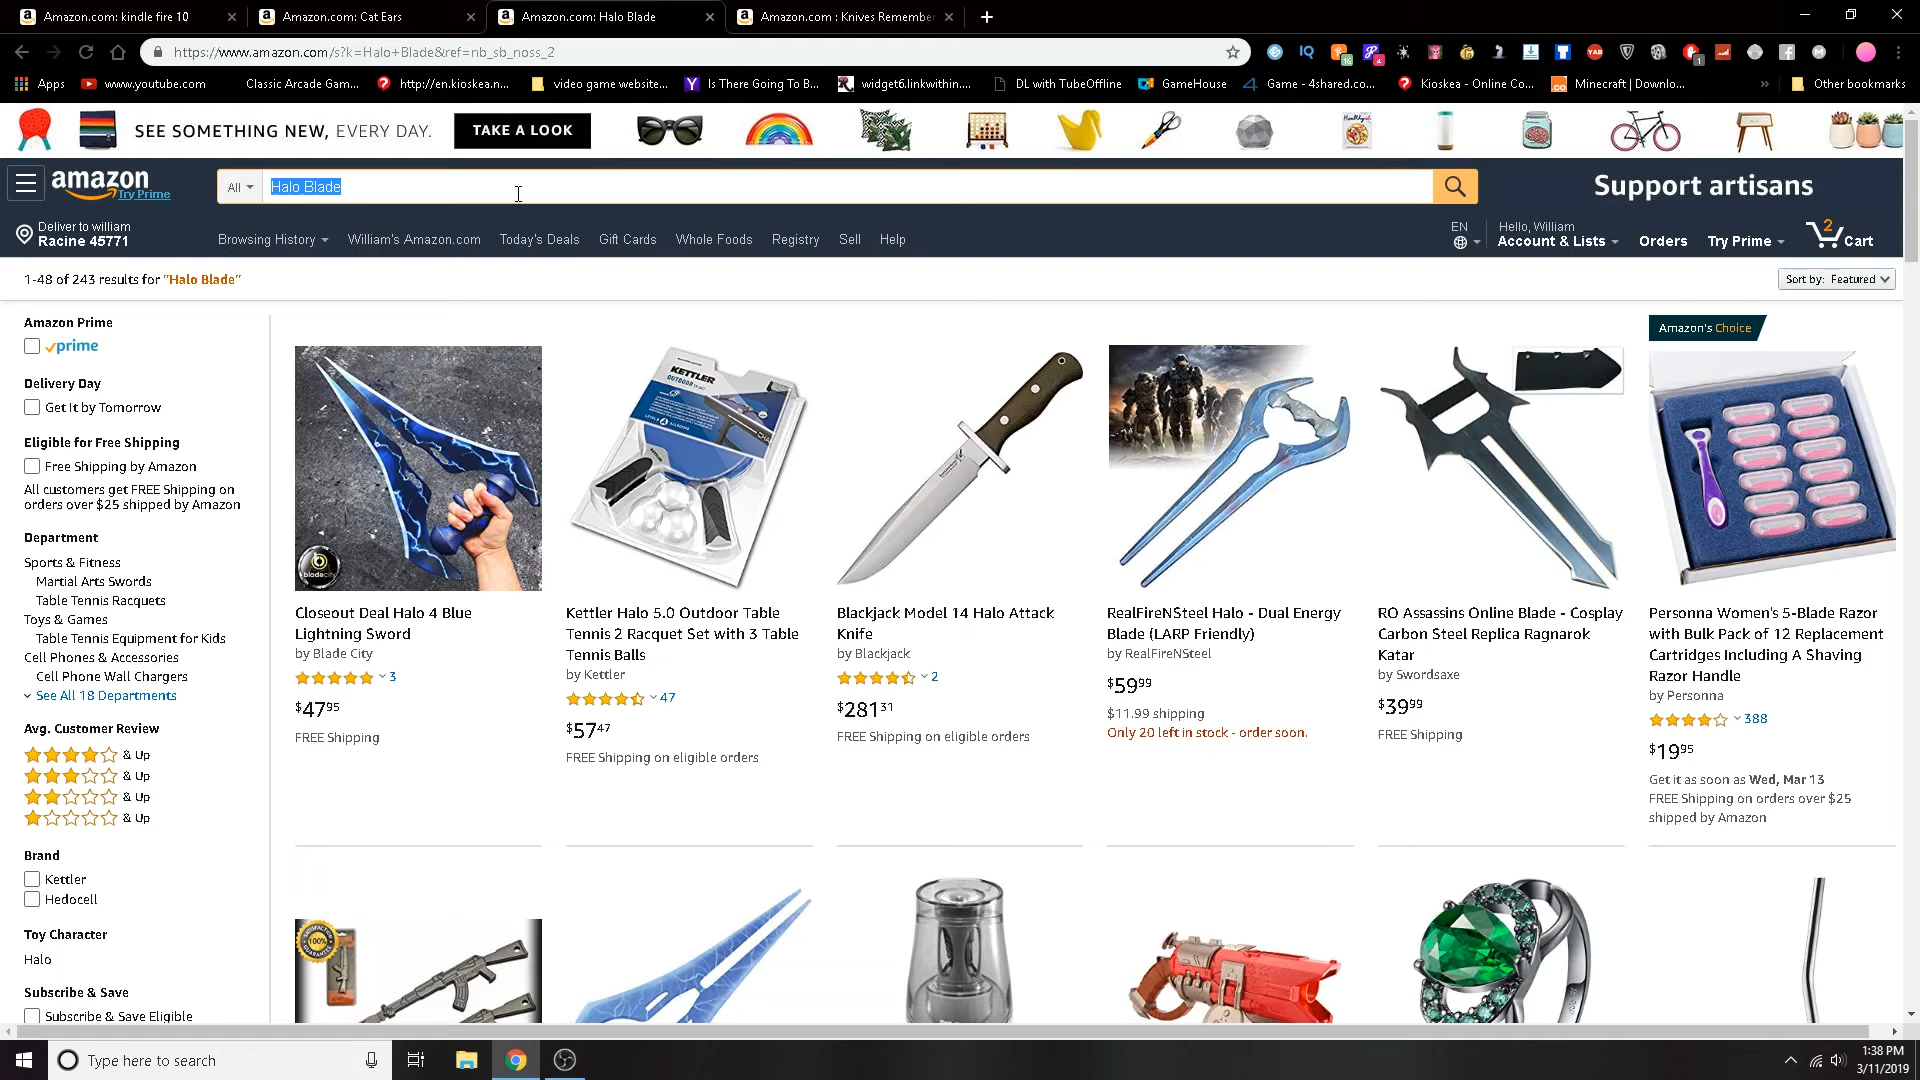 Amazon.com: kindle fire 10
Amazon.com: Cat Ears
Amazon.com: Halo Blade
Amazon.com : Knives Remember
https://www.amazon.com/s?k=Halo+Blade&ref=nb_sb_noss_2
Apps
www.youtube.com
Classic Arcade Gam...
http://en.kioskea.n...
video game website...
Is There Going To B...
widget6.linkwithin....
DL with TubeOffline
GameHouse
Game - 4shared.co...
Kioskea - Online Co...
Minecraft | Downlo...
Other bookmarks
SEE SOMETHING NEW, EVERY DAY.
TAKE A LOOK
amazon
Try Prime
All
Halo Blade
Support artisans
Deliver to william
Racine 45771
Browsing History
William's Amazon.com
Today's Deals
Gift Cards
Whole Foods
Registry
Sell
Help
EN
Hello, William
Account & Lists
Orders
Try Prime
2
Cart
1-48 of 243 results for "Halo Blade"
Sort by: Featured
Amazon Prime
prime
Delivery Day
Get It by Tomorrow
Eligible for Free Shipping
Free Shipping by Amazon
All customers get FREE Shipping on
orders over $25 shipped by Amazon
Department
Sports & Fitness
Martial Arts Swords
Table Tennis Racquets
Toys & Games
Table Tennis Equipment for Kids
Cell Phones & Accessories
Cell Phone Wall Chargers
See All 18 Departments
Avg. Customer Review
& Up
& Up
& Up
& Up
Brand
Kettler
Hedocell
Toy Character
Halo
Subscribe & Save
Subscribe & Save Eligible
bladecity
Closeout Deal Halo 4 Blue
Lightning Sword
by Blade City
3
$47 95
FREE Shipping
KETTLER
OUTDOOR
Kettler Halo 5.0 Outdoor Table
Tennis 2 Racquet Set with 3 Table
Tennis Balls
by Kettler
47
$57 47
FREE Shipping on eligible orders
Blackjack Model 14 Halo Attack
Knife
by Blackjack
2
$281 31
FREE Shipping on eligible orders
RealFireNSteel Halo - Dual Energy
Blade (LARP Friendly)
by RealFireNSteel
$59 99
$11.99 shipping
Only 20 left in stock - order soon.
RO Assassins Online Blade - Cosplay
Carbon Steel Replica Ragnarok
Katar
by Swordsaxe
$39 99
FREE Shipping
Amazon's Choice
Personna Women's 5-Blade Razor
with Bulk Pack of 12 Replacement
Cartridges Including A Shaving
Razor Handle
by Personna
388
$19 95
Get it as soon as Wed, Mar 13
FREE Shipping on orders over $25
shipped by Amazon
100%
Type here to search
1:38 PM
3/11/2019